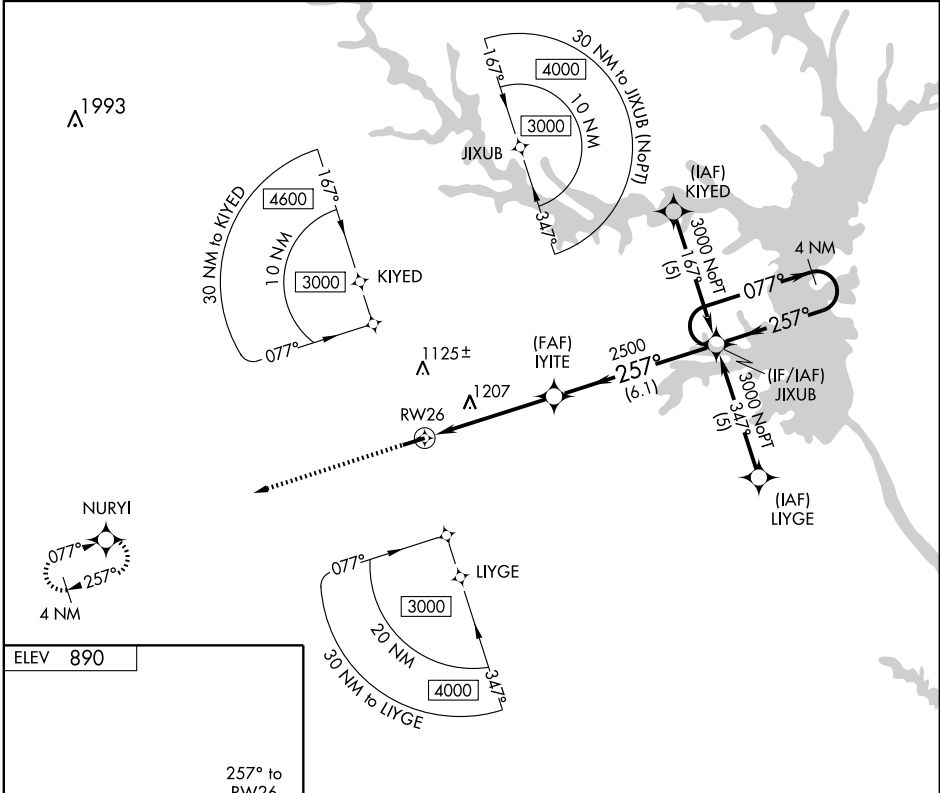 1993
30 NM to JIXUB (NoPT)
167°
4000
10 NM
3000
JIXUB
347°
30 NM to KIYED
167°
4600
10 NM
3000
KIYED
077°
(IAF)
KIYED
3000 NoPT
167°
(5)
4 NM
077°
257°
(FAF)
IYITE
2500
257°
(6.1)
(IF/IAF)
JIXUB
3000 NoPT
347°
(5)
(IAF)
LIYGE
1125±
1207
RW26
NURYI
077°
257°
4 NM
077°
LIYGE
3000
20 NM
30 NM to LIYGE
4000
347°
ELEV 890
257° to
RW26